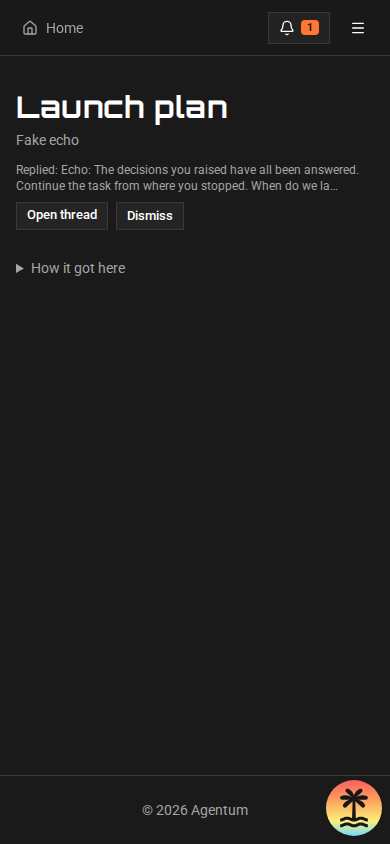 Home
1
Launch plan
Fake echo
Replied: Echo: The decisions you raised have all been answered.
Continue the task from where you stopped. When do we la…
Open thread
Dismiss
How it got here
© 2026 Agentum